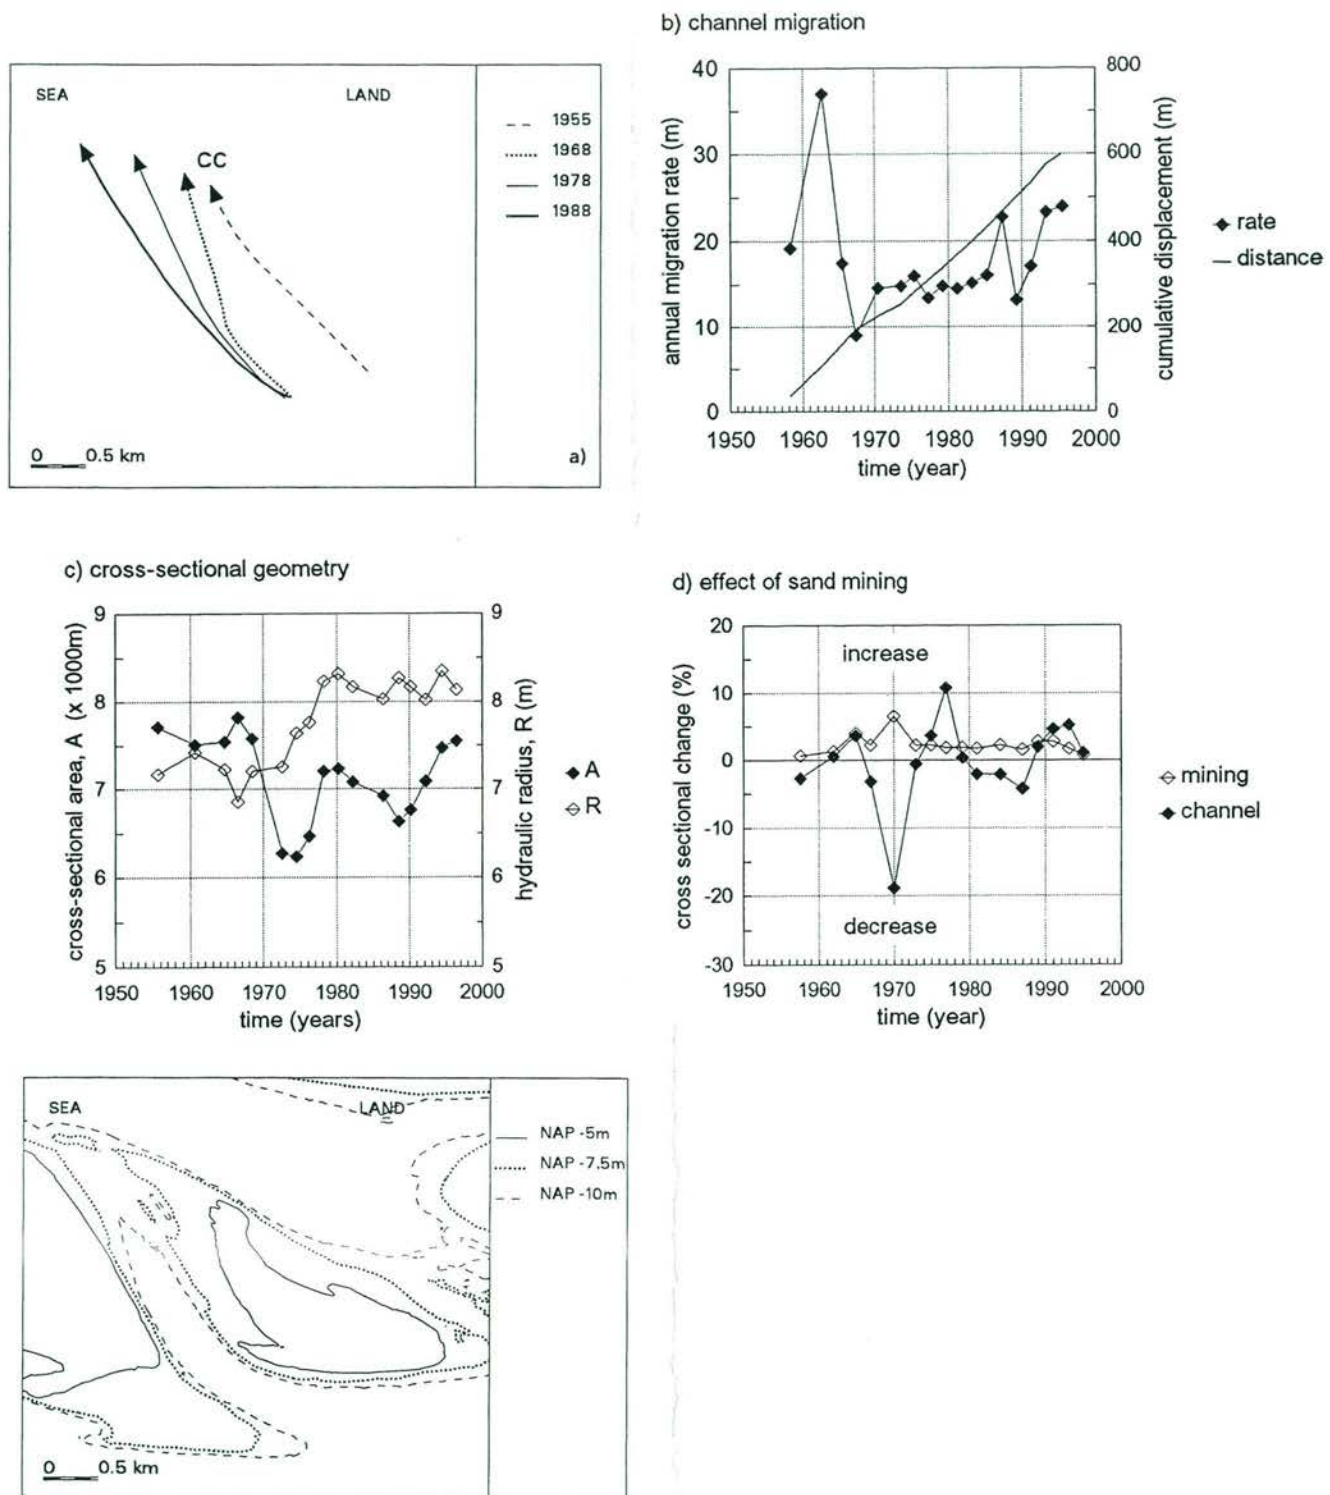 SEA
LAND
CC
1955
1968
1978
1988
0 0.5 km
a)
b) channel migration
annual migration rate (m)
40
30
20
10
0
cumulative displacement (m)
800
600
400
200
0
1950 1960 1970 1980 1990 2000
time (year)
rate
distance
c) cross-sectional geometry
cross-sectional area, A (x 1000m)
9
8
7
6
5
hydraulic radius, R (m)
9
8
7
6
5
1950 1960 1970 1980 1990 2000
time (years)
A
R
d) effect of sand mining
cross sectional change (%)
20
10
0
-10
-20
-30
increase
decrease
1950 1960 1970 1980 1990 2000
time (year)
mining
channel
SEA
LAND
NAP -5m
NAP -7.5m
NAP -10m
0 0.5 km